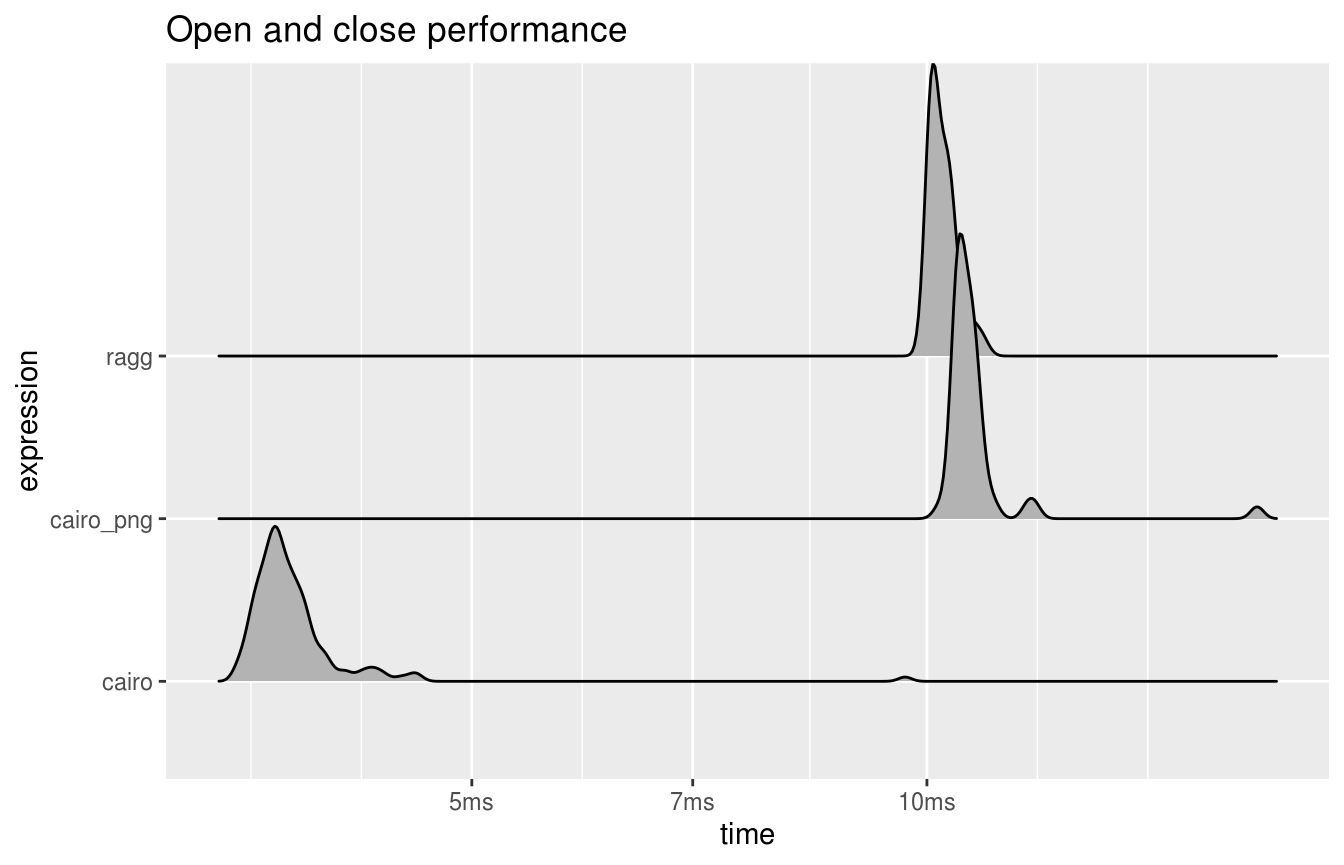 Open and close performance
expression
ragg
cairo_png
cairo
5ms 7ms 10ms
time